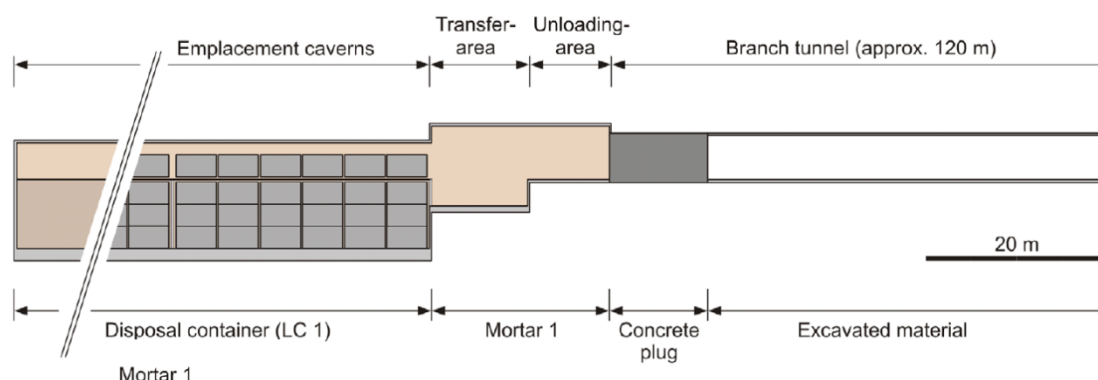 Emplacement caverns
Transfer-
area
Unloading-
area
Branch tunnel (approx. 120 m)
20 m
Disposal container (LC 1)
Mortar 1
Mortar 1
Concrete
plug
Excavated material